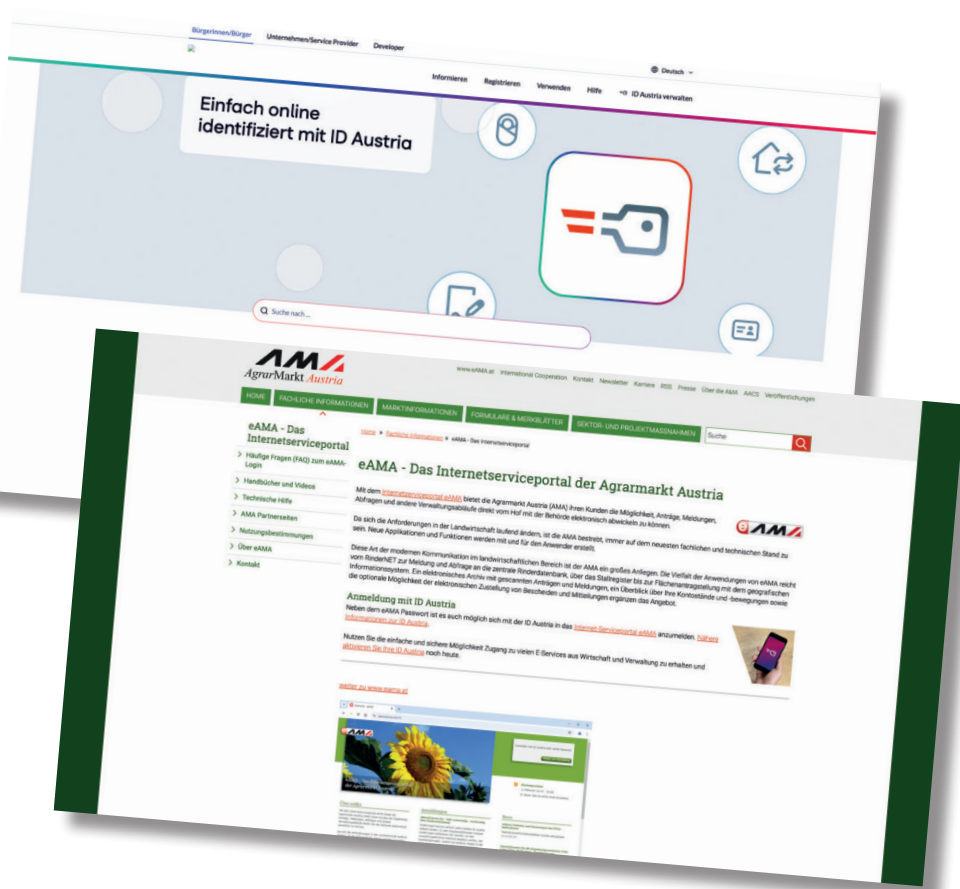 Bürgerinnen/Bürger Unternehmen/Service Provider Developer
Deutsch
Informieren Registrieren Verwenden Hilfe ID Austria verwalten
Einfach online
identifiziert mit ID Austria
Suche nach ...
AMA
AgrarMarkt Austria
www.eAMA.at International Cooperation Kontakt Newsletter Karriere RSS Presse Über die AMA AACS Veröffentlichungen
HOME FACHLICHE INFORMATIONEN MARKTINFORMATIONEN FORMULARE & MERKBLÄTTER SEKTOR- UND PROJEKTMASSNAHMEN Suche
eAMA - Das
Internetserviceportal
Häufige Fragen (FAQ) zum eAMA-
Login
Handbücher und Videos
Technische Hilfe
AMA Partnerseiten
Nutzungsbestimmungen
Über eAMA
Kontakt
Home Fachliche Informationen eAMA - Das Internetserviceportal
eAMA - Das Internetserviceportal der Agrarmarkt Austria
Mit dem Internetserviceportal eAMA bietet die Agrarmarkt Austria (AMA) ihren Kunden die Möglichkeit, Anträge, Meldungen,
Abfragen und andere Verwaltungsabläufe direkt vom Hof mit der Behörde elektronisch abwickeln zu können.
eAMA
Da sich die Anforderungen in der Landwirtschaft laufend ändern, ist die AMA bestrebt, immer auf dem neuesten fachlichen und technischen Stand zu
sein. Neue Applikationen und Funktionen werden mit und für den Anwender erstellt.
Diese Art der modernen Kommunikation im landwirtschaftlichen Bereich ist der AMA ein großes Anliegen. Die Vielfalt der Anwendungen von eAMA reicht
vom RinderNET zur Meldung und Abfrage an die zentrale Rinderdatenbank, über das Stallregister bis zur Flächenantragstellung mit dem geografischen
Informationssystem. Ein elektronisches Archiv mit gescannten Anträgen und Meldungen, ein Überblick über Ihre Kontostände und -bewegungen sowie
die optionale Möglichkeit der elektronischen Zustellung von Bescheiden und Mitteilungen ergänzen das Angebot.
Anmeldung mit ID Austria
Neben dem eAMA Passwort ist es auch möglich sich mit der ID Austria in das Internet-Serviceportal eAMA anzumelden. Nähere
Informationen zur ID Austria.
Nutzen Sie die einfache und sichere Möglichkeit Zugang zu vielen E-Services aus Wirtschaft und Verwaltung zu erhalten und
aktivieren Sie Ihre ID Austria noch heute.
weiter zu www.eama.at
eAMA